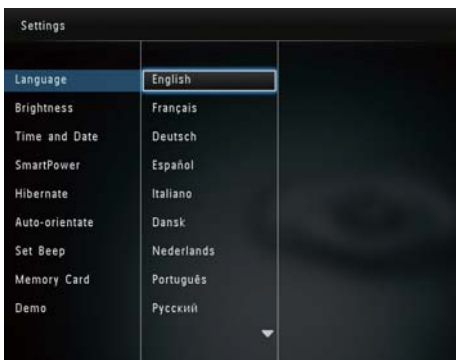 Settings
Language
Brightness
Time and Date
SmartPower
Hibernate
Auto-orientate
Set Beep
Memory Card
Demo
English
Français
Deutsch
Español
Italiano
Dansk
Nederlands
Português
Русский